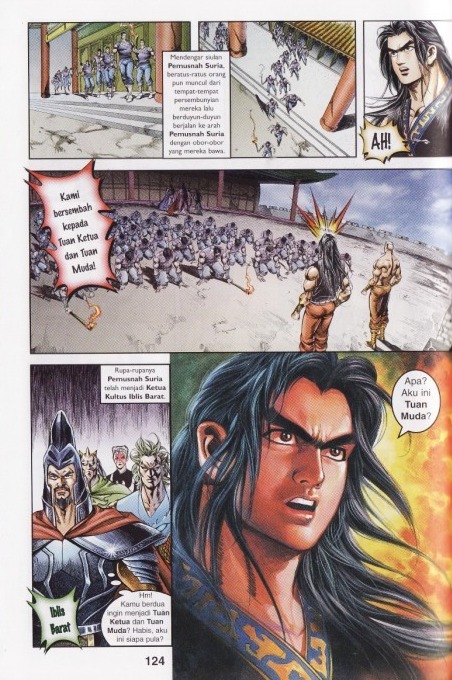 Mendengar siulan
Pemusnah Suria,
beratus-ratus orang
pun muncul dari
tempat-tempat
persembunyian
mereka lalu
berduyun-duyun
berjalan ke arah
Pemusnah Suria
dengan obor-obor
yang mereka bawa.
AH!
Kami
bersembah
kepada
Tuan Ketua
dan Tuan
Muda!
Rupa-rupanya
Pemusnah Suria
telah menjadi Ketua
Kultus Iblis Barat.
Apa?
Aku ini
Tuan
Muda?
Iblis
Barat
Hm!
Kamu berdua
ingin menjadi Tuan
Ketua dan Tuan
Muda? Habis, aku
ini siapa pula?
124